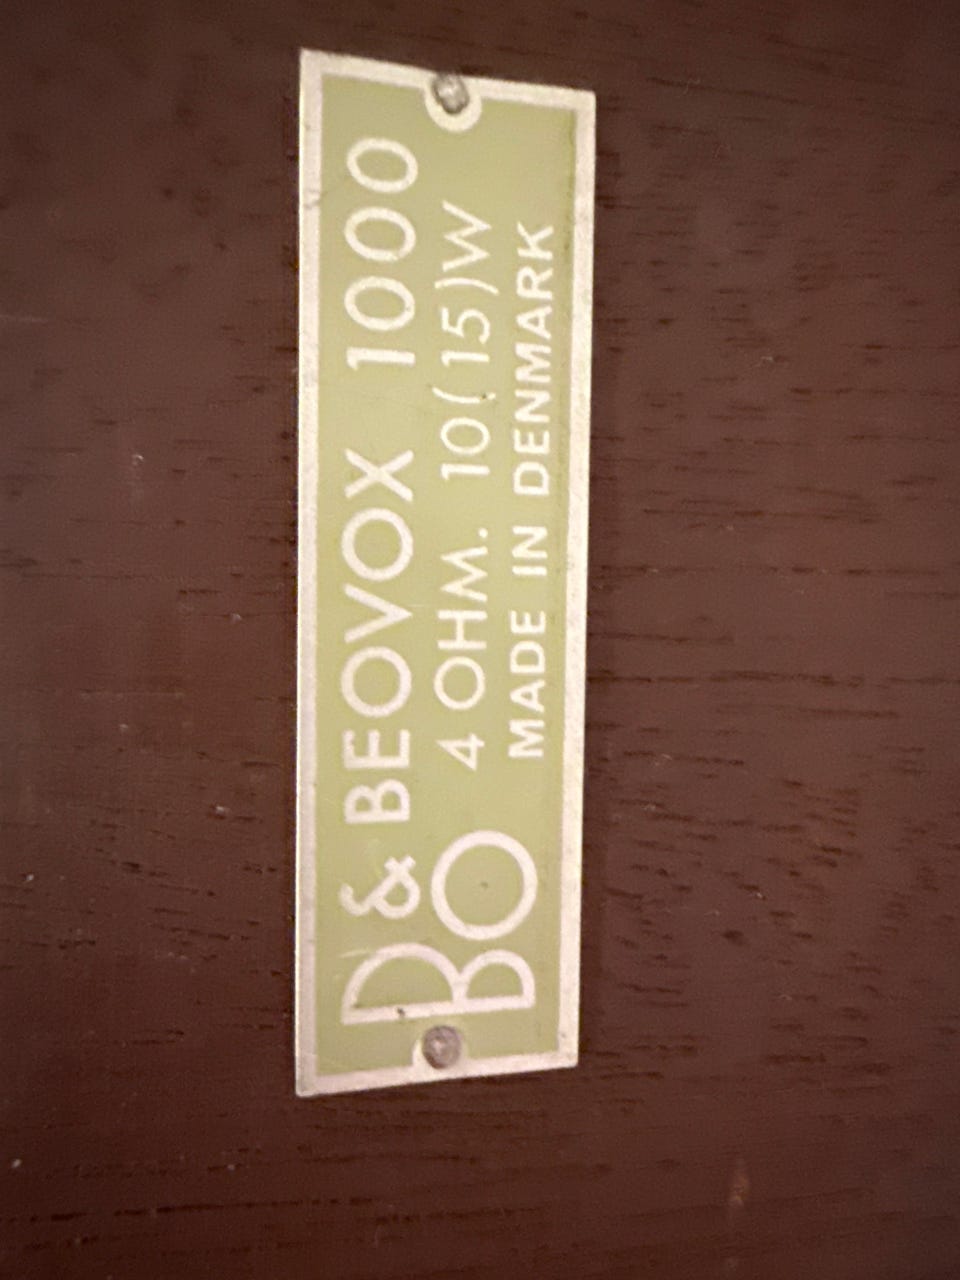 B&O BEOVOX 1000
4 OHM. 10(15)W
MADE IN DENMARK